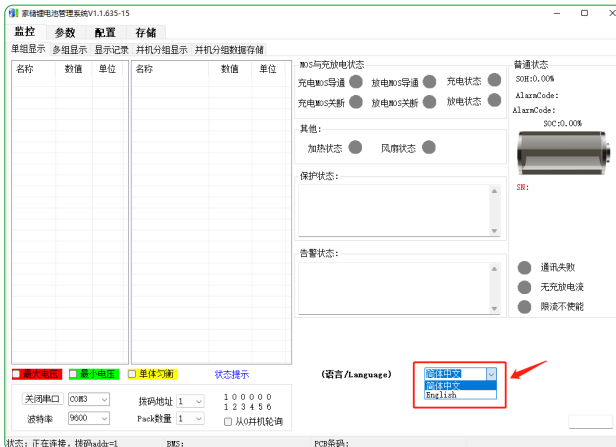 家储锂电池管理系统V1.1.635-15
监控 参数 配置 存储
单组显示 多组显示 显示记录 并机分组显示 并机分组数据存储
名称 数值 单位 名称 数值 单位
MOS与充放电状态
充电MOS导通 放电MOS导通 充电状态
充电MOS关断 放电MOS关断 放电状态
其他:
加热状态 风扇状态
保护状态:
告警状态:
普通状态
SOH:0.00%
AlarmCode:
AlarmCode:
SOC:0.00%
SN:
通讯失败
无充放电流
限流不使能
最大电压 最小电压 单体匀衡 状态提示
(语言/Language) 简体中文
简体中文
English
关闭串口 COM3 拨码地址 1 1 0 0 0 0 0
1 2 3 4 5 6
波特率 9600 Pack数量 1 从0并机轮询
状态: 正在连接, 拨码addr=1 BMS: PCB条码: